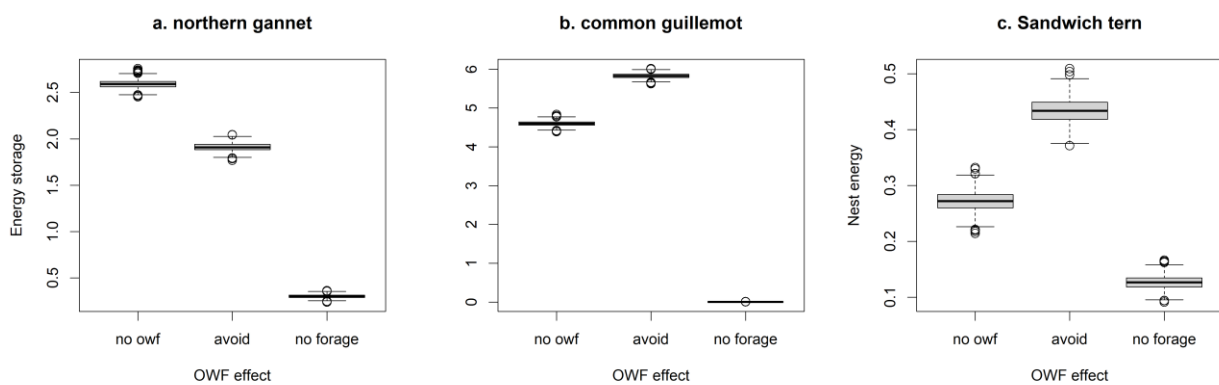 a. northern gannet
Energy storage
2.5
2.0
1.5
1.0
0.5
no owf avoid no forage
OWF effect
b. common guillemot
6
5
4
3
2
1
0
no owf avoid no forage
OWF effect
c. Sandwich tern
Nest energy
0.5
0.4
0.3
0.2
0.1
no owf avoid no forage
OWF effect